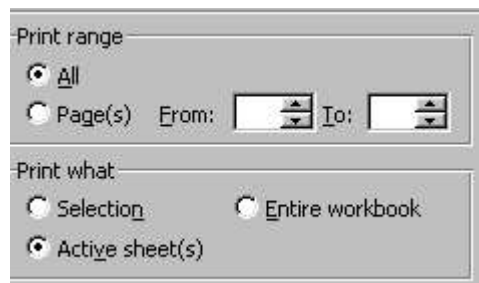 Print range
All
Page(s) From: To:
Print what
Selection Entire workbook
Active sheet(s)